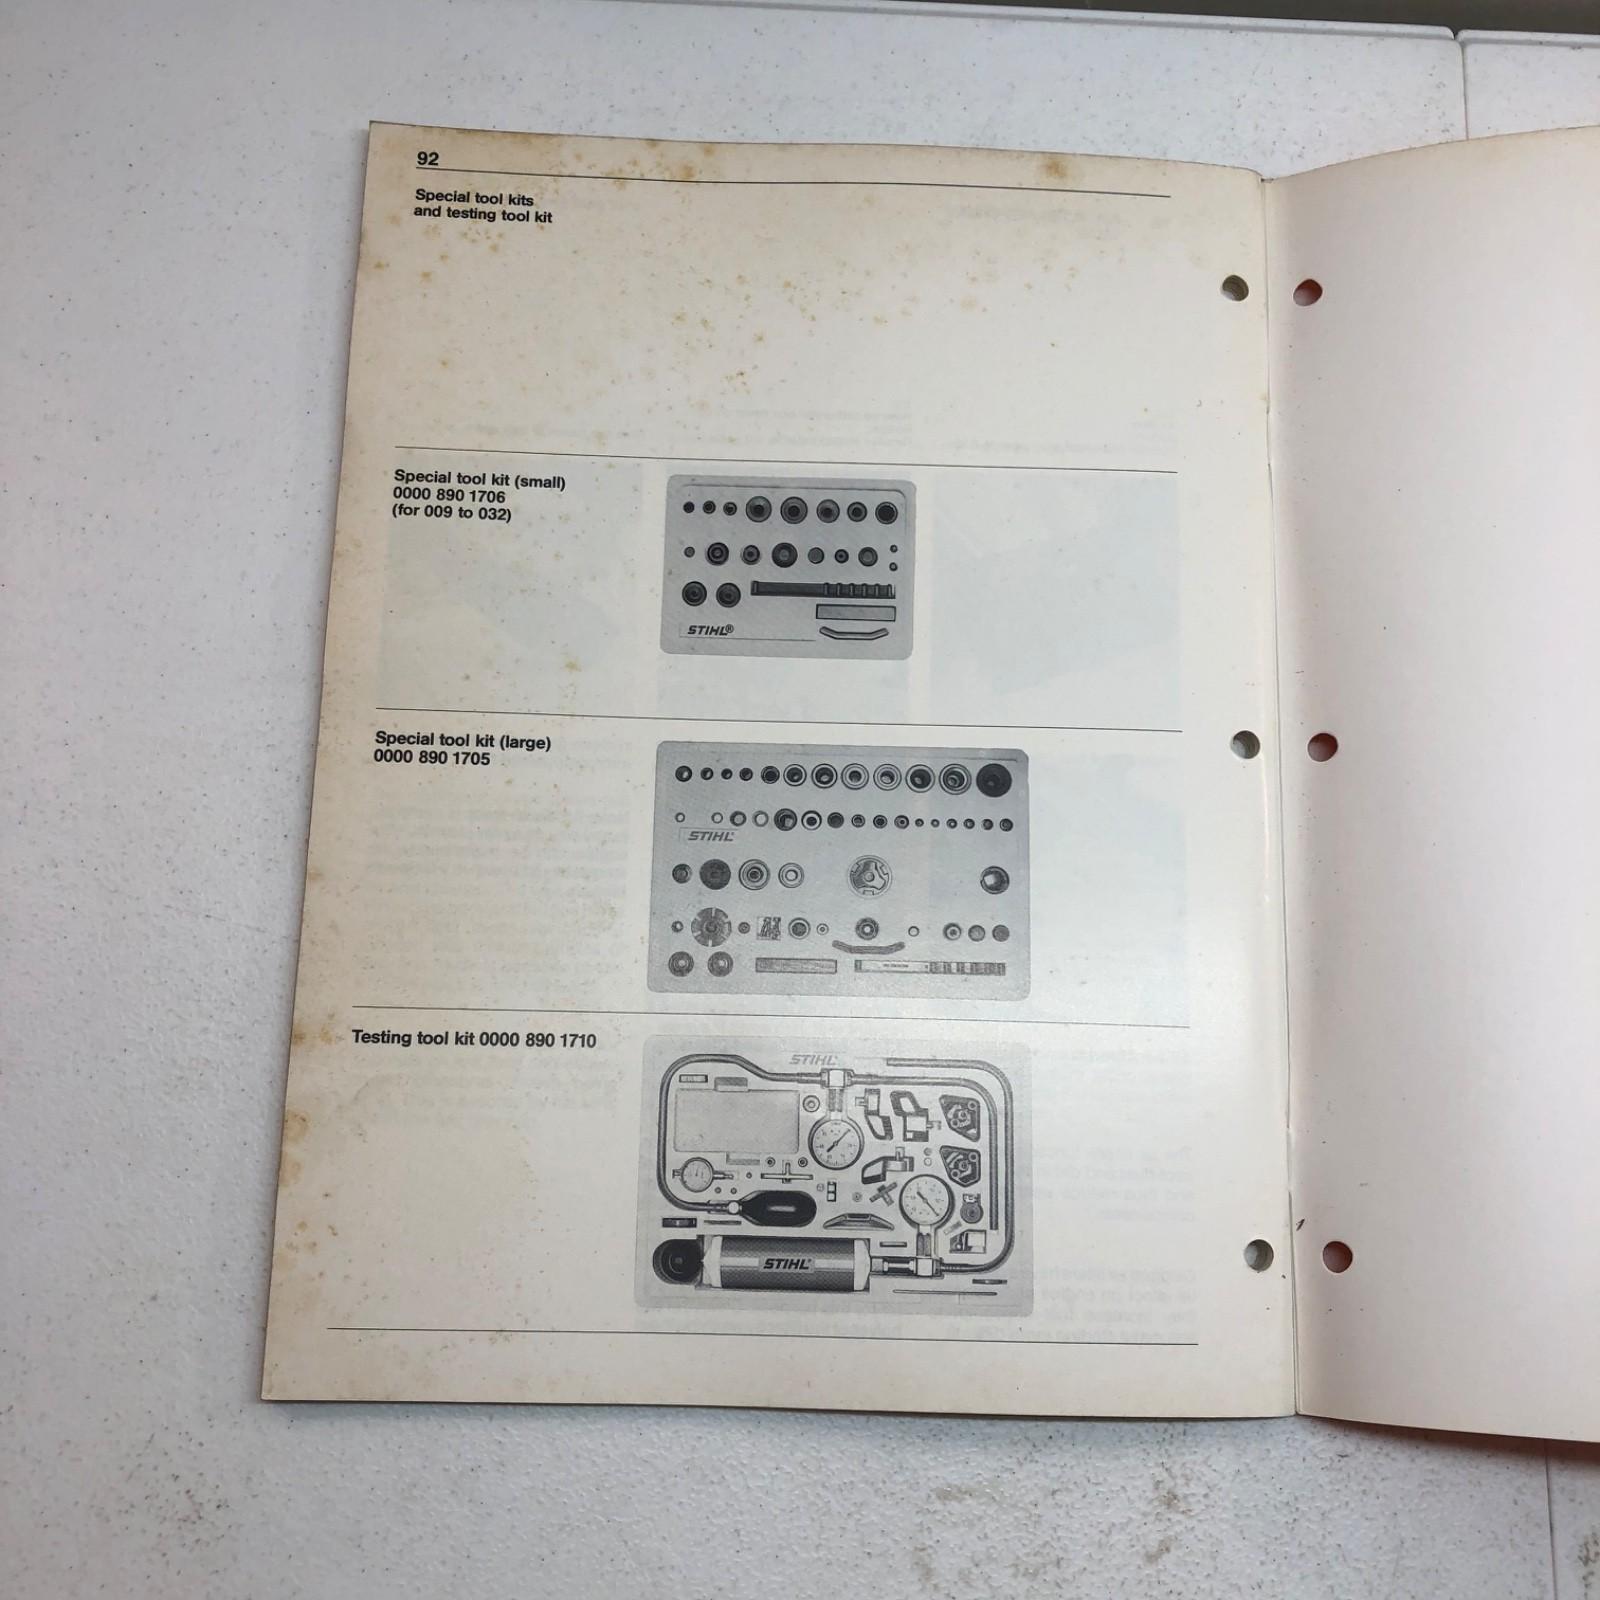 92
Special tool kits
and testing tool kit
Special tool kit (small)
0000 890 1706
(for 009 to 032)
STIHL®
Special tool kit (large)
0000 890 1705
STIHL
Testing tool kit 0000 890 1710
STIHL
STIHL